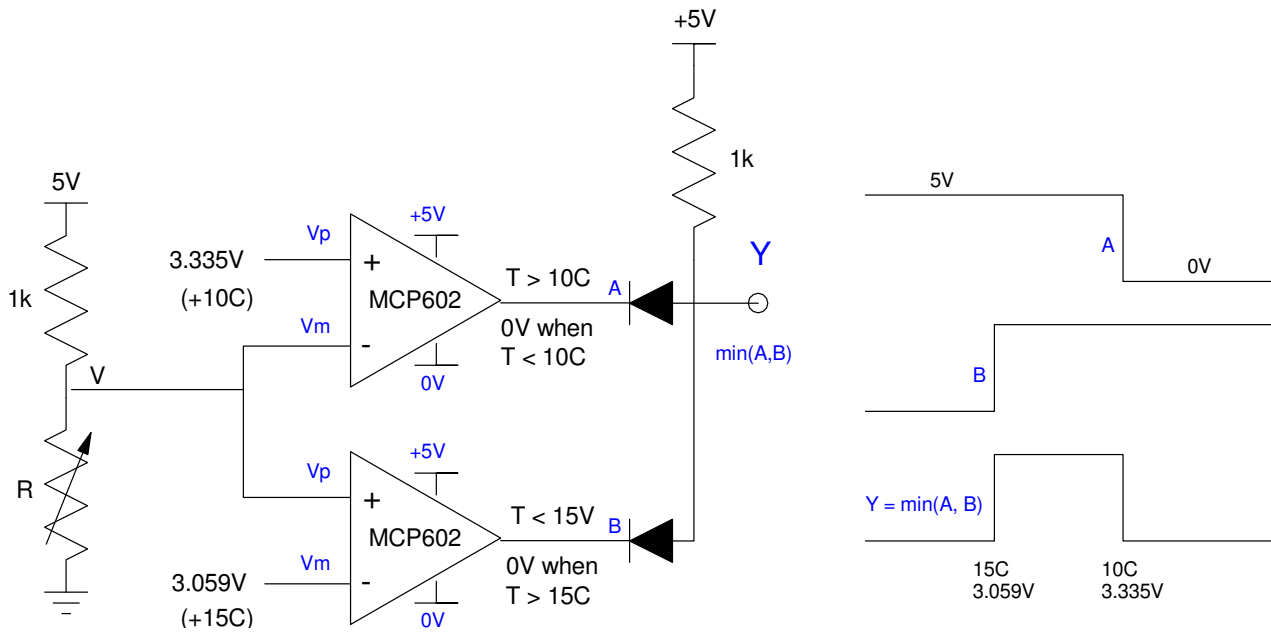 +5V
1k
5V
1k
V
R
3.335V
(+10C)
Vp
Vm
+
-
MCP602
+5V
0V
T > 10C
0V when
T < 10C
A
Y
min(A,B)
3.059V
(+15C)
Vp
Vm
+
-
MCP602
+5V
0V
T < 15V
0V when
T > 15C
B
5V
A
0V
B
Y = min(A, B)
15C
3.059V
10C
3.335V